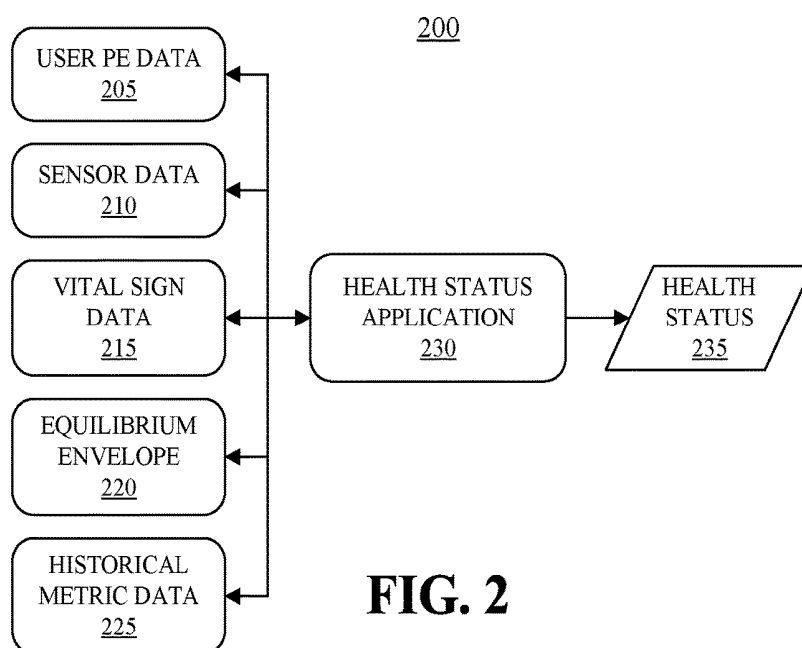 200
USER PE DATA
205
SENSOR DATA
210
VITAL SIGN
DATA
215
EQUILIBRIUM
ENVELOPE
220
HISTORICAL
METRIC DATA
225
HEALTH STATUS
APPLICATION
230
HEALTH
STATUS
235
FIG. 2